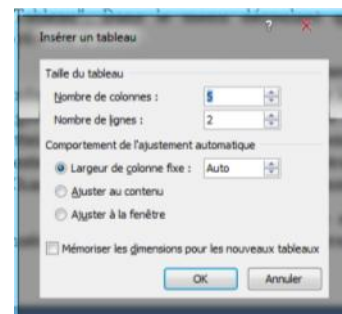 Insérer un tableau
Taille du tableau
Nombre de colonnes : 5
Nombre de lignes : 2
Comportement de l'ajustement automatique
Largeur de colonne fixe : Auto
Ajuster au contenu
Ajuster à la fenêtre
Mémoriser les dimensions pour les nouveaux tableaux
OK Annuler